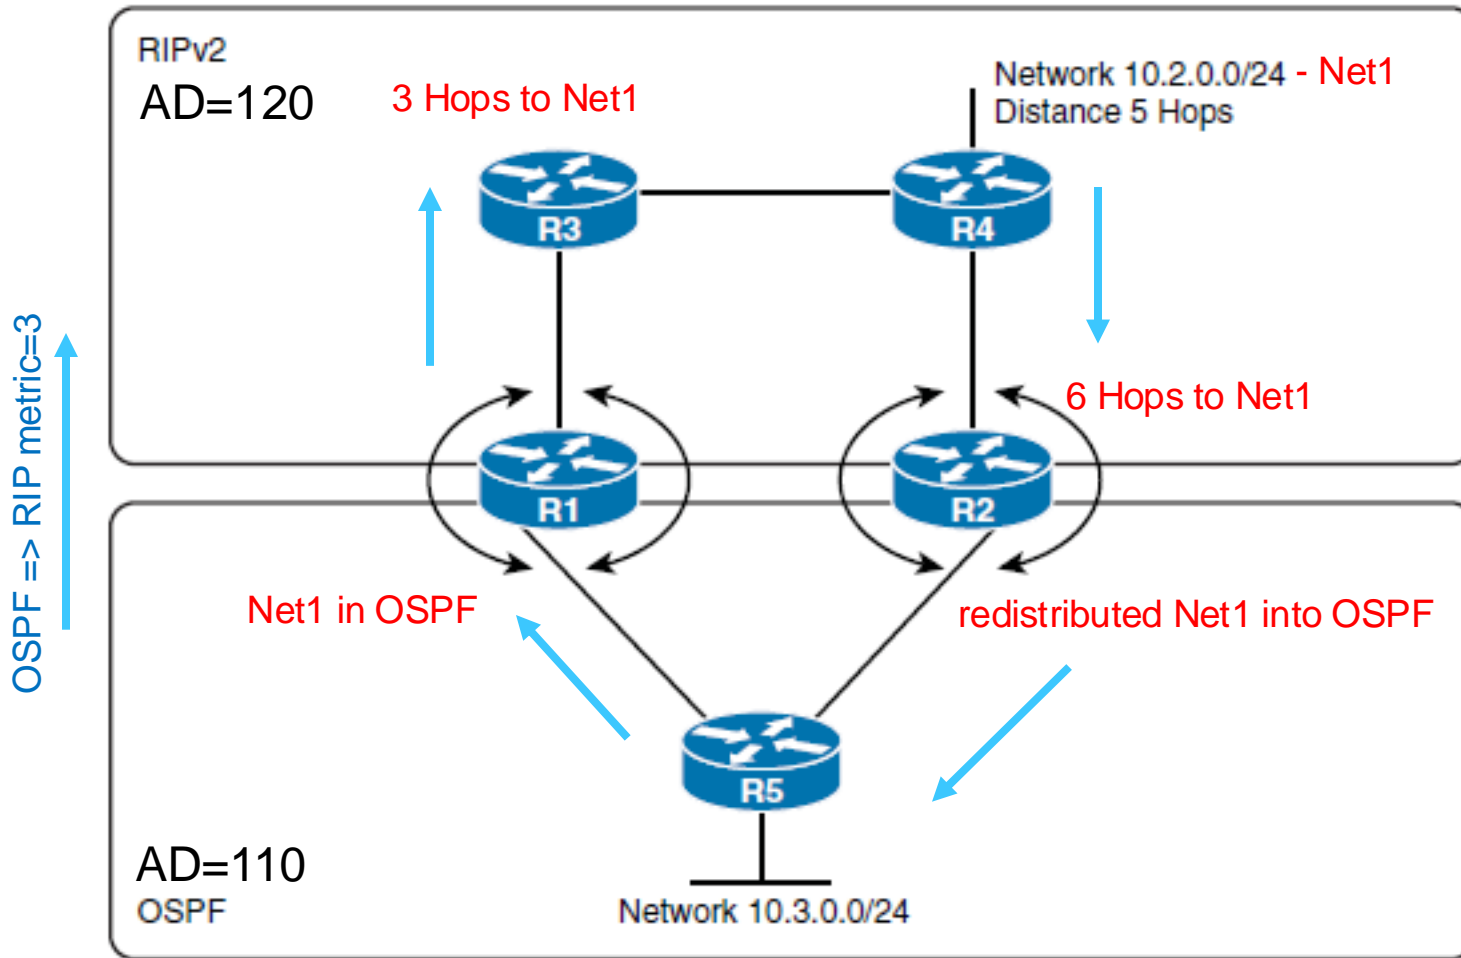 RIPv2
AD=120
3 Hops to Net1
Network 10.2.0.0/24 - Net1
Distance 5 Hops
R3
R4
OSPF => RIP metric=3
6 Hops to Net1
R1
R2
Net1 in OSPF
redistributed Net1 into OSPF
R5
AD=110
OSPF
Network 10.3.0.0/24